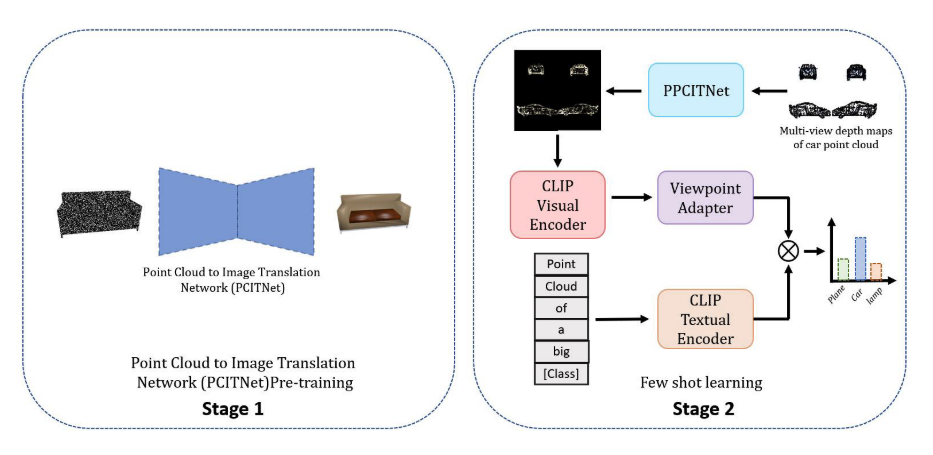 Point Cloud to Image Translation
Network (PCITNet)
Point Cloud to Image Translation
Network (PCITNet)Pre-training
Stage 1
PPCITNet
Multi-view depth maps
of car point cloud
CLIP
Visual
Encoder
Viewpoint
Adapter
Point
Cloud
of
a
big
[Class]
CLIP
Textual
Encoder
Plane
Car
lamp
Few shot learning
Stage 2